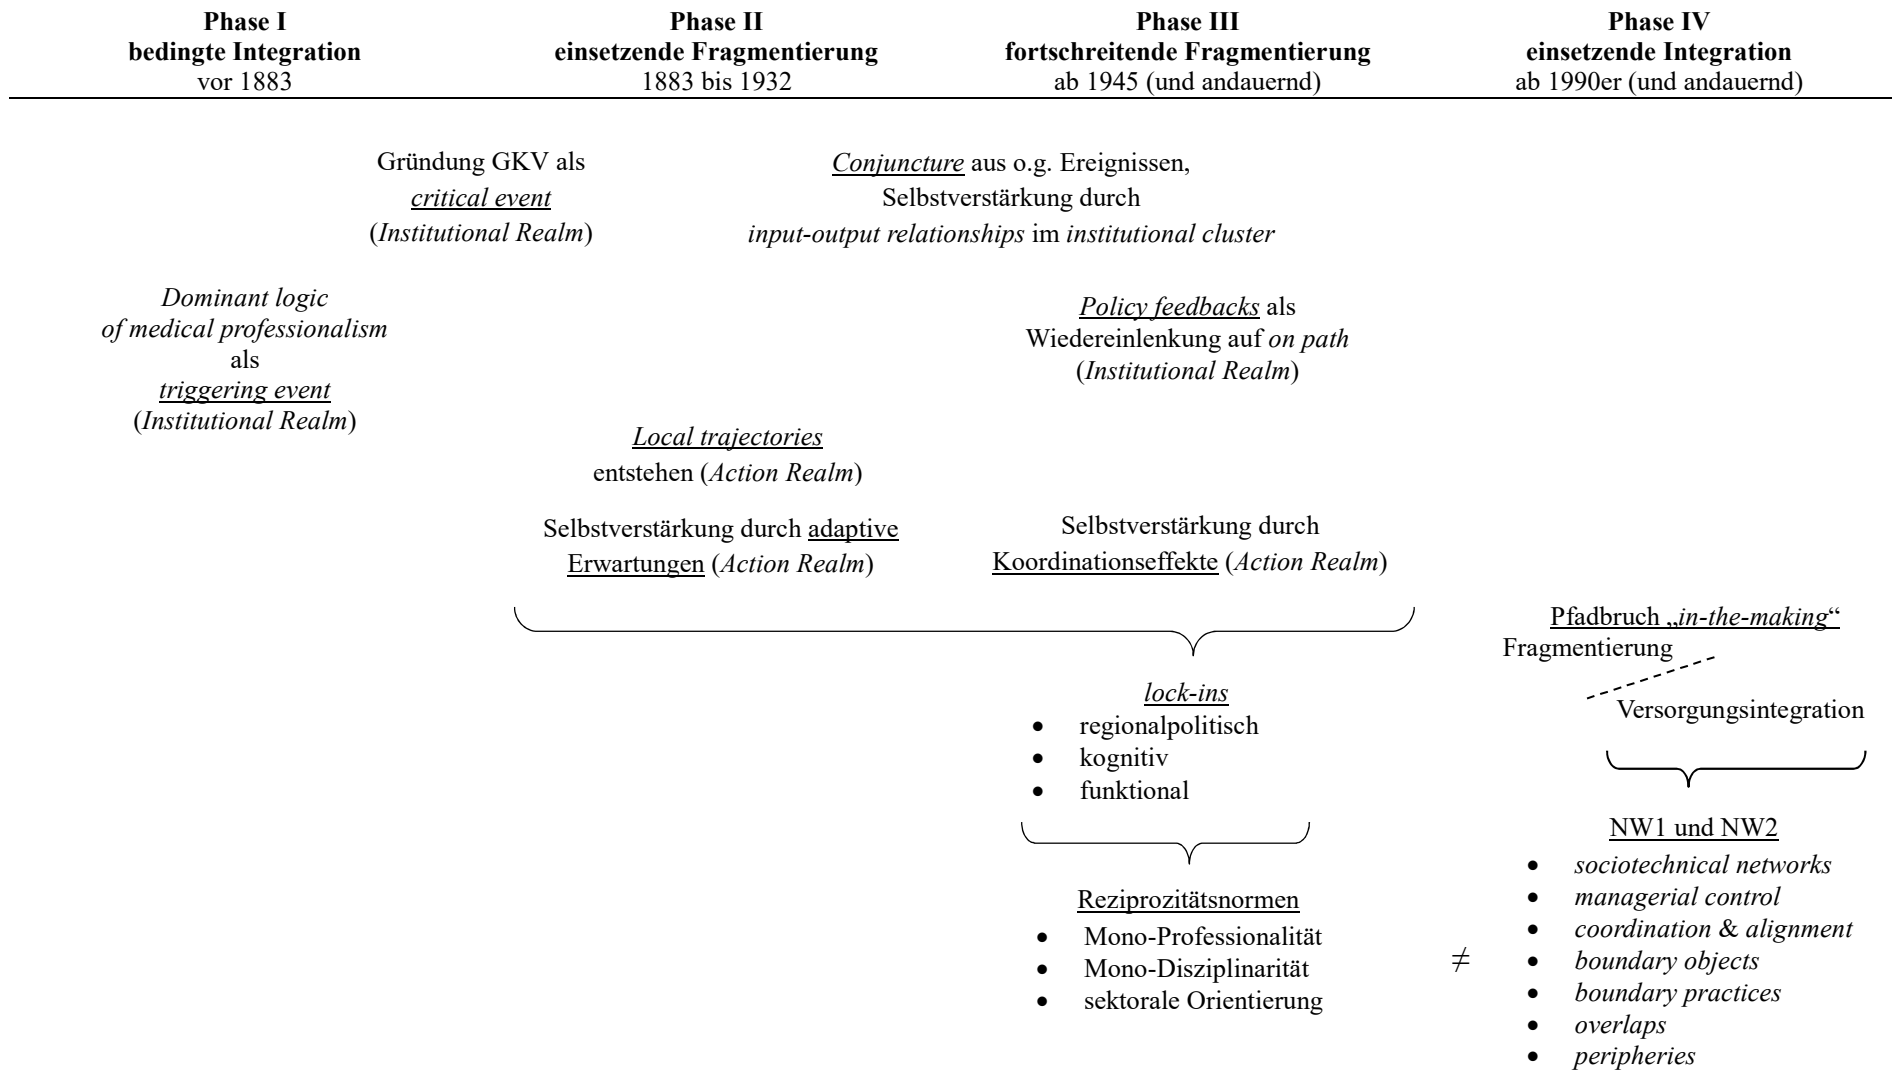 Phase I
bedingte Integration
vor 1883
Phase II
einsetzende Fragmentierung
1883 bis 1932
Phase III
fortschreitende Fragmentierung
ab 1945 (und andauernd)
Phase IV
einsetzende Integration
ab 1990er (und andauernd)
Gründung GKV als
critical event
(Institutional Realm)
Conjuncture aus o.g. Ereignissen,
Selbstverstärkung durch
input-output relationships im institutional cluster
Dominant logic
of medical professionalism
als
triggering event
(Institutional Realm)
Policy feedbacks als
Wiedereinlenkung auf on path
(Institutional Realm)
Local trajectories
entstehen (Action Realm)
Selbstverstärkung durch adaptive
Erwartungen (Action Realm)
Selbstverstärkung durch
Koordinationseffekte (Action Realm)
Pfadbruch „in-the-making“
Fragmentierung
Versorgungsintegration
lock-ins
• regionalpolitisch
• kognitiv
• funktional
Reziprozitätsnormen
• Mono-Professionalität
• Mono-Disziplinarität
• sektorale Orientierung
≠
NW1 und NW2
• sociotechnical networks
• managerial control
• coordination & alignment
• boundary objects
• boundary practices
• overlaps
• peripheries